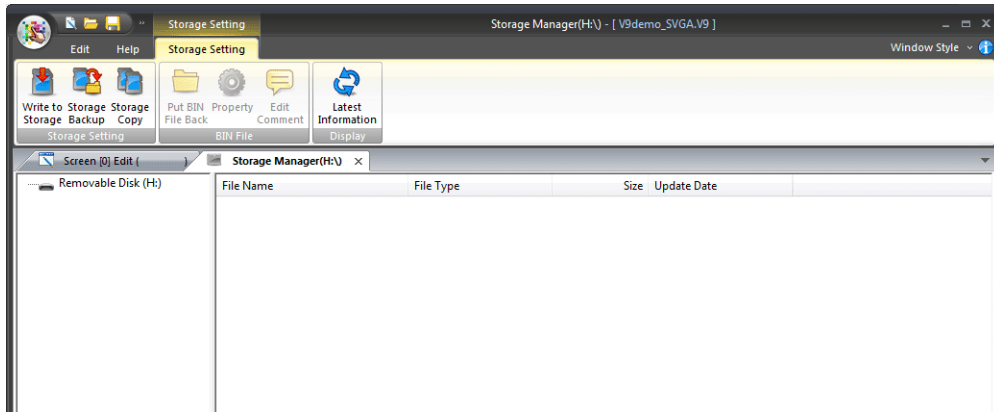 Storage Setting
Storage Manager(H:\) - [ V9demo_SVGA.V9 ]
Edit Help Storage Setting Window Style
Write to Storage Storage Put BIN Property Edit Latest
Storage Backup Copy File Back Comment Information
Storage Setting BIN File Display
Screen [0] Edit ( ) Storage Manager(H:\)
Removable Disk (H:) File Name File Type Size Update Date